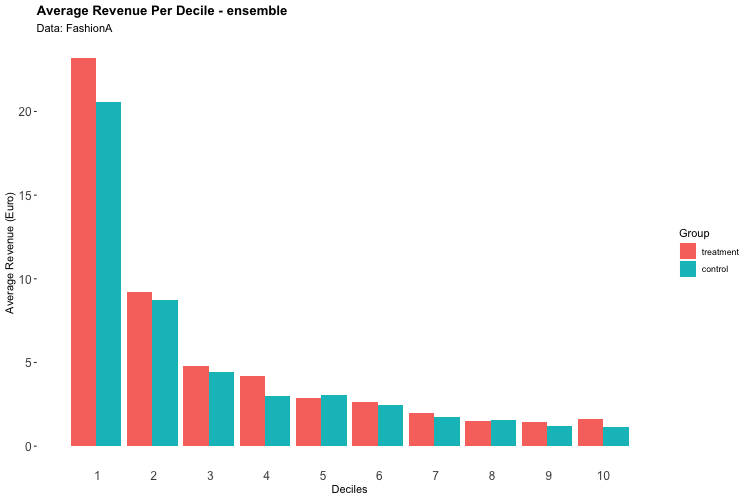 Average Revenue Per Decile - ensemble
Data: FashionA
Average Revenue (Euro)
20
15
10
5
0
1 2 3 4 5 6 7 8 9 10
Deciles
Group
treatment
control